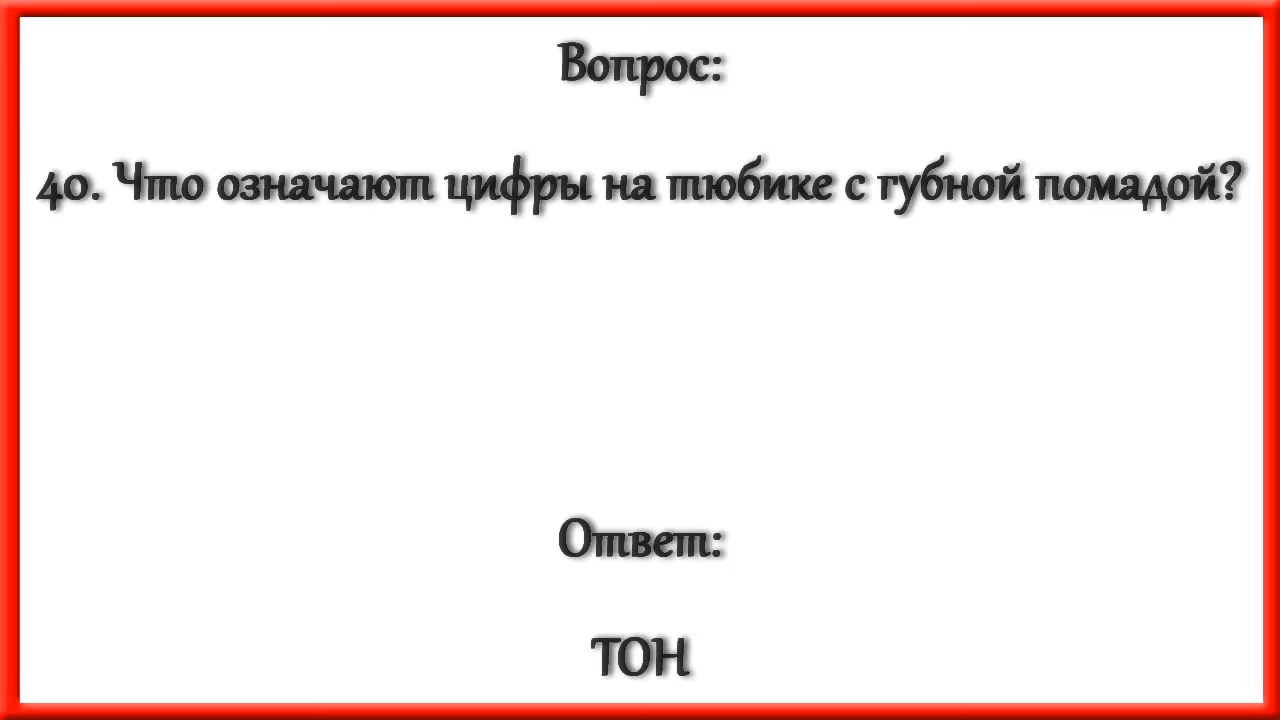 Вопрос:
40. Что означают цифры на тюбике с губной помадой?
Ответ:
ТОН